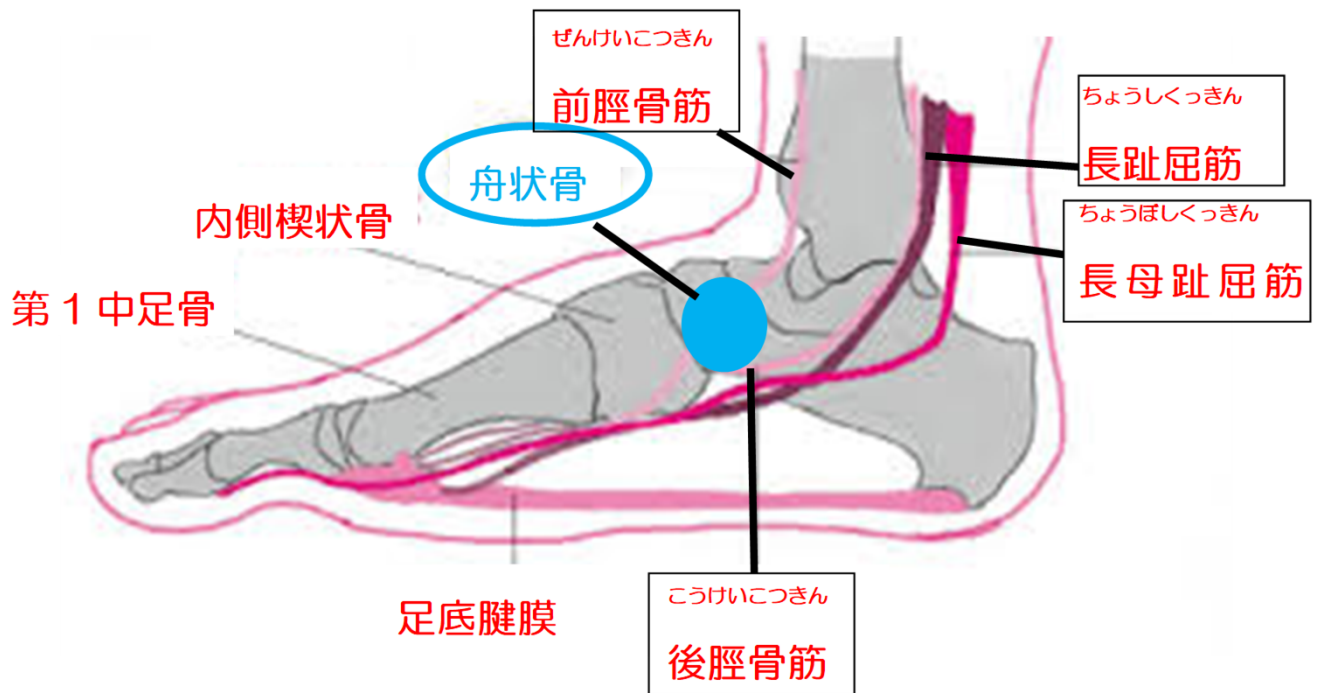 ぜんけいこつきん
前脛骨筋
ちょうしくっきん
長趾屈筋
舟状骨
ちょうぼしくっきん
長母趾屈筋
内側楔状骨
第1中足骨
足底腱膜
こうけいこつきん
後脛骨筋